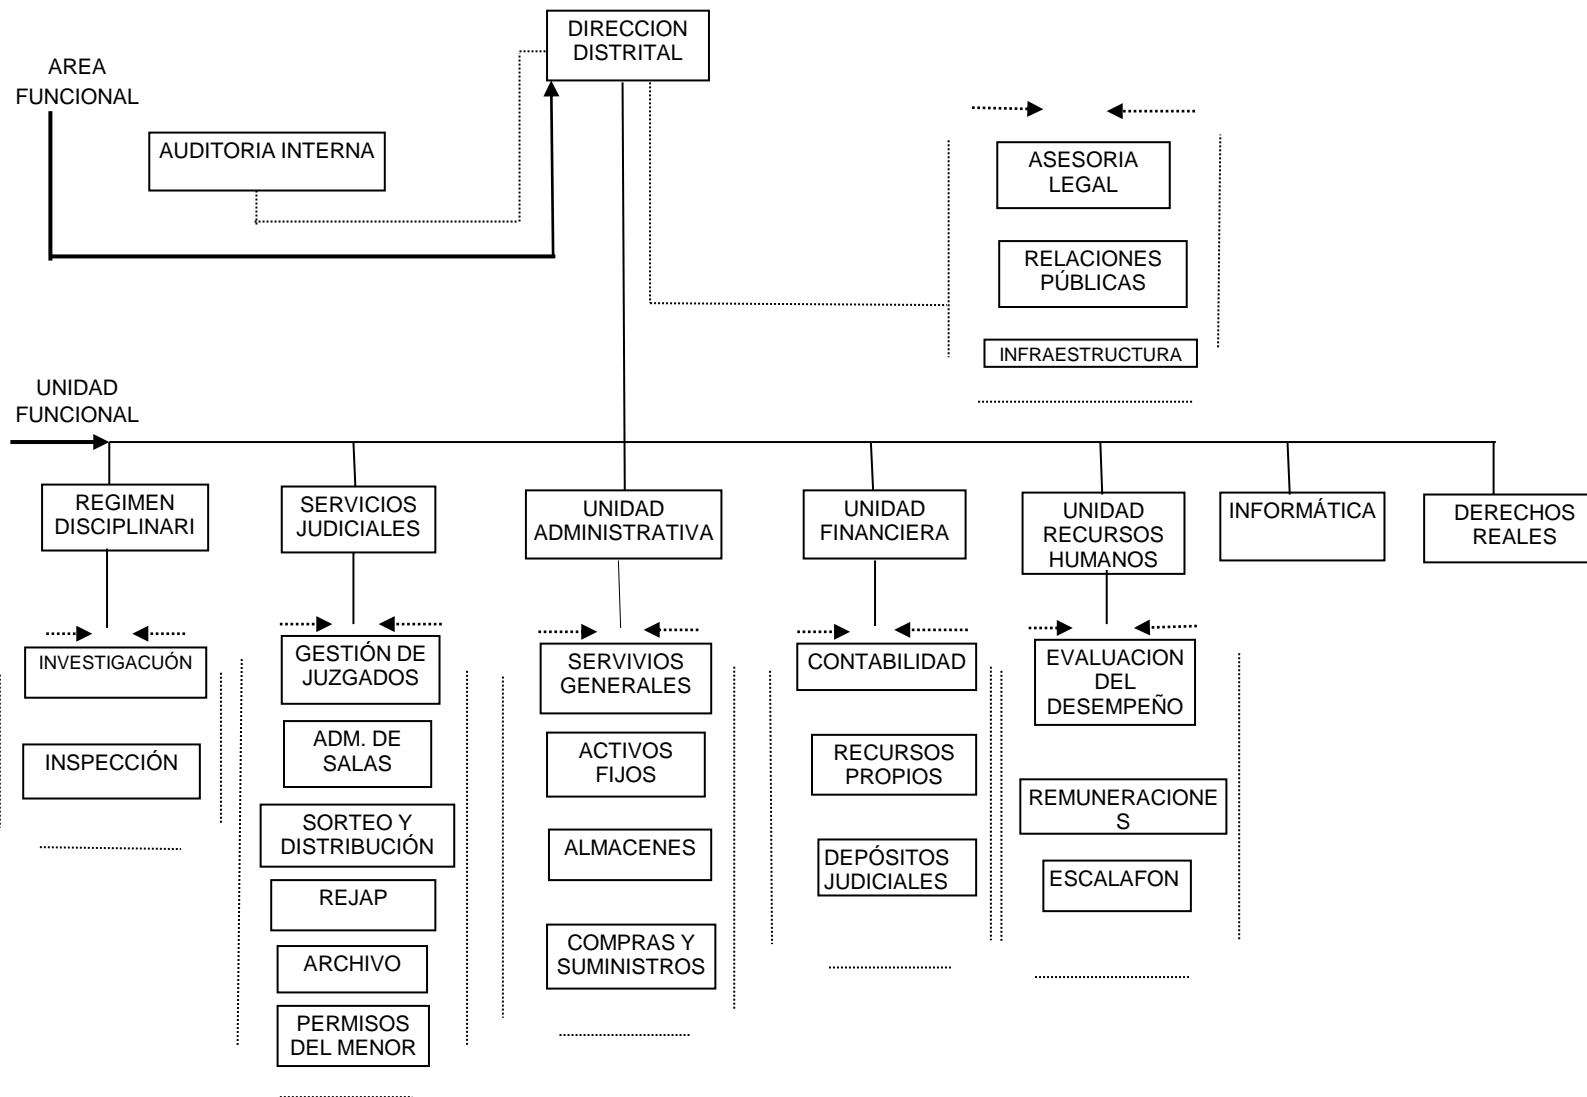 DIRECCION
DISTRITAL
AREA
FUNCIONAL
AUDITORIA INTERNA
ASESORIA
LEGAL
RELACIONES
PÚBLICAS
INFRAESTRUCTURA
UNIDAD
FUNCIONAL
REGIMEN
DISCIPLINARI
SERVICIOS
JUDICIALES
UNIDAD
ADMINISTRATIVA
UNIDAD
FINANCIERA
UNIDAD
RECURSOS
HUMANOS
INFORMÁTICA
DERECHOS
REALES
INVESTIGACUÓN
INSPECCIÓN
GESTIÓN DE
JUZGADOS
ADM. DE
SALAS
SORTEO Y
DISTRIBUCIÓN
REJAP
ARCHIVO
PERMISOS
DEL MENOR
SERVIVIOS
GENERALES
ACTIVOS
FIJOS
ALMACENES
COMPRAS Y
SUMINISTROS
CONTABILIDAD
RECURSOS
PROPIOS
DEPÓSITOS
JUDICIALES
EVALUACION
DEL
DESEMPEÑO
REMUNERACIONE
S
ESCALAFON